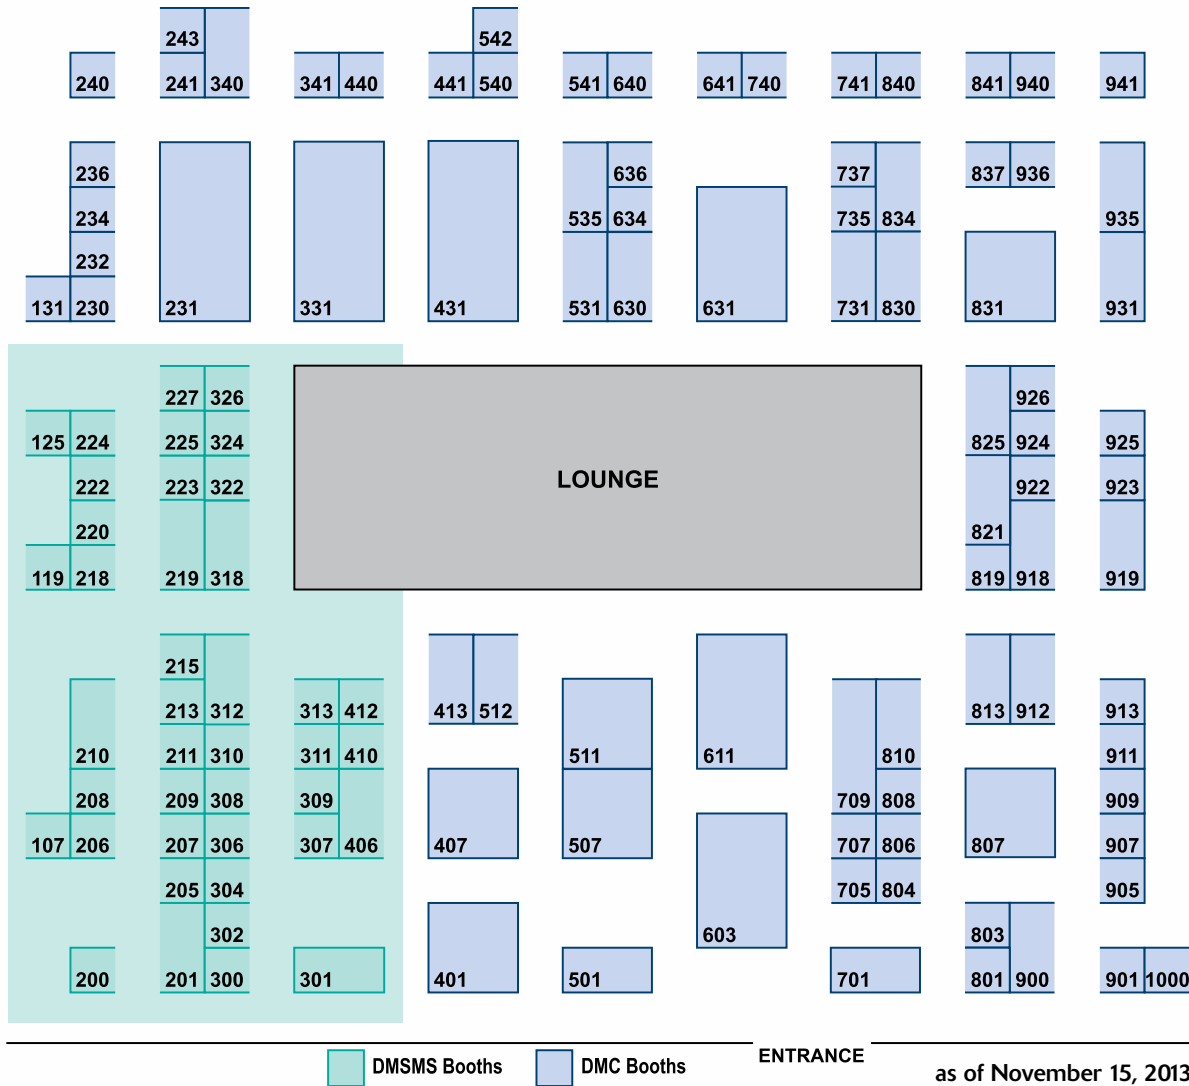 243 542
240 241 340 341 440 441 540 541 640 641 740 741 840 841 940 941
236 636 737 837 936
234 535 634 735 834 935
232
131 230 231 331 431 531 630 631 731 830 831 931
227 326 926
125 224 225 324 825 924 925
222 223 322 LOUNGE 922 923
220 821
119 218 219 318 819 918 919
215
213 312 313 412 413 512 813 912 913
210 211 310 311 410 511 611 810 911
208 209 308 309 709 808 909
107 206 207 306 307 406 407 507 707 806 807 907
205 304 705 804 905
302 603 803
200 201 300 301 401 501 701 801 900 901 1000
DMSMS Booths DMC Booths ENTRANCE
as of November 15, 2013